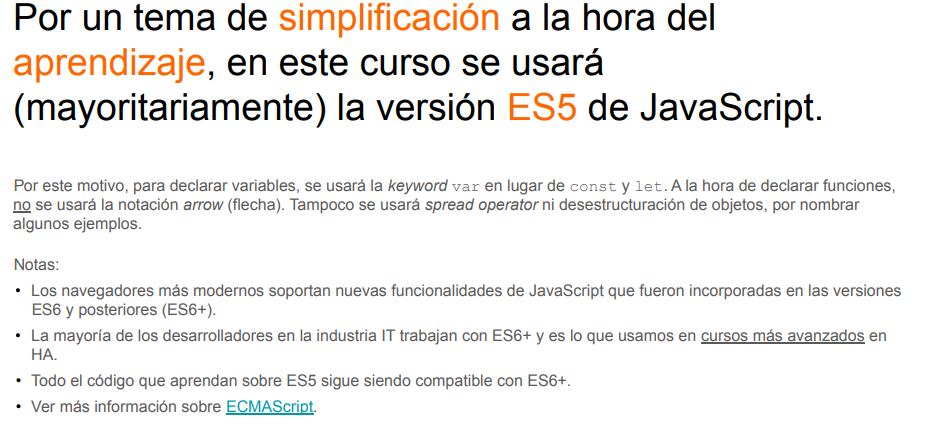 Por un tema de simplificación a la hora del
aprendizaje, en este curso se usará
(mayoritariamente) la versión ES5 de JavaScript.
Por este motivo, para declarar variables, se usará la keyword var en lugar de const y let. A la hora de declarar funciones,
no se usará la notación arrow (flecha). Tampoco se usará spread operator ni desestructuración de objetos, por nombrar
algunos ejemplos.
Notas:
• Los navegadores más modernos soportan nuevas funcionalidades de JavaScript que fueron incorporadas en las versiones
ES6 y posteriores (ES6+).
• La mayoría de los desarrolladores en la industria IT trabajan con ES6+ y es lo que usamos en cursos más avanzados en
HA.
• Todo el código que aprendan sobre ES5 sigue siendo compatible con ES6+.
• Ver más información sobre ECMAScript.